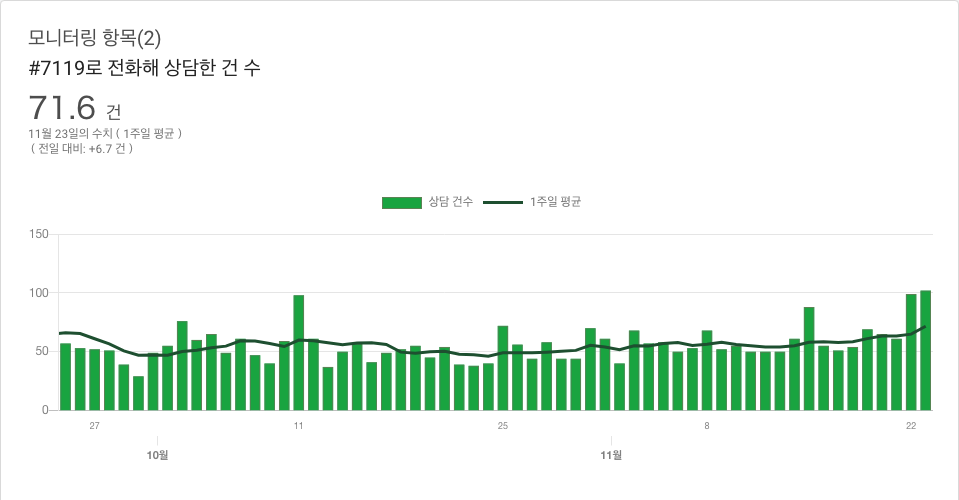 모니터링 항목(2)
#7119로 전화해 상담한 건 수
71.6 건
11월 23일의 수치 ( 1주일 평균 )
( 전일 대비: +6.7 건 )
상담 건수 1주일 평균
150
100
50
0
27 11 25 8 22
10월 11월